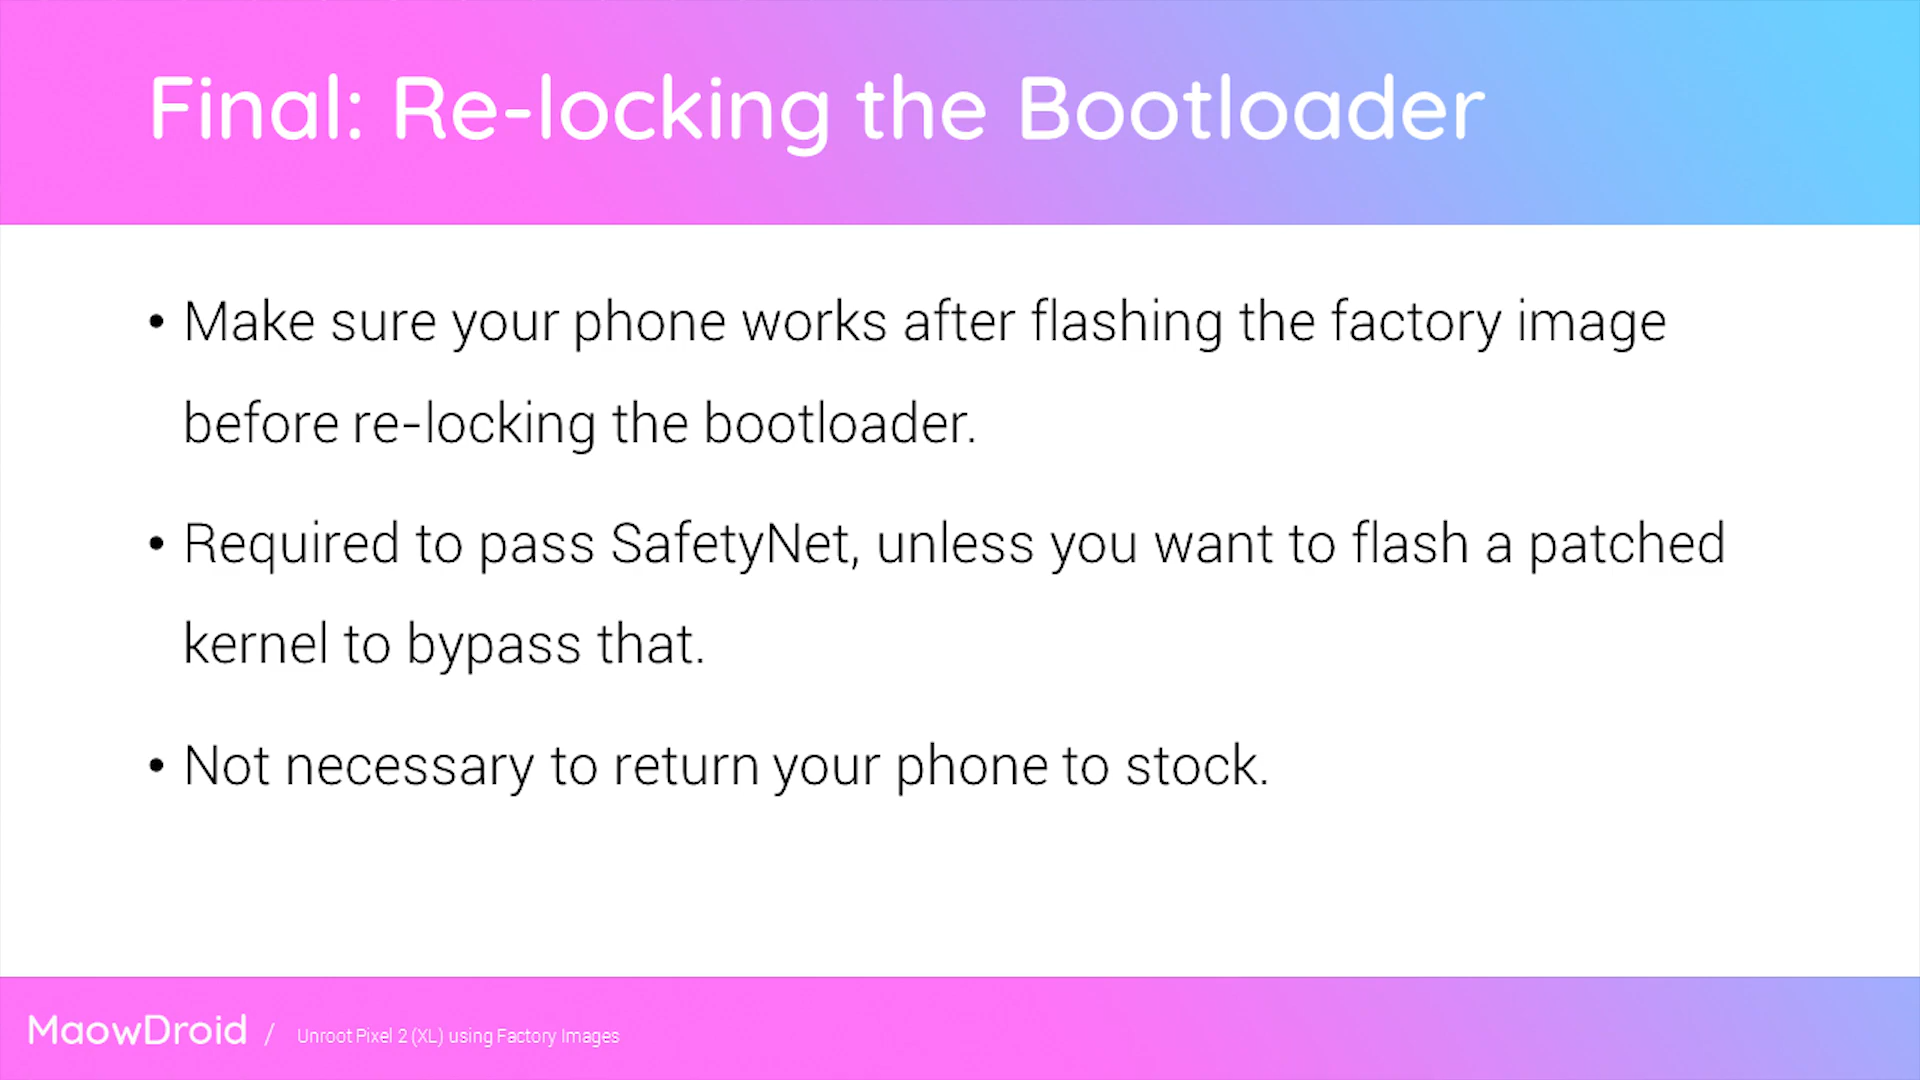 Final: Re-locking the Bootloader
• Make sure your phone works after flashing the factory image
before re-locking the bootloader.
• Required to pass SafetyNet, unless you want to flash a patched
kernel to bypass that.
• Not necessary to return your phone to stock.
MaowDroid / Unroot Pixel 2 (XL) using Factory Images